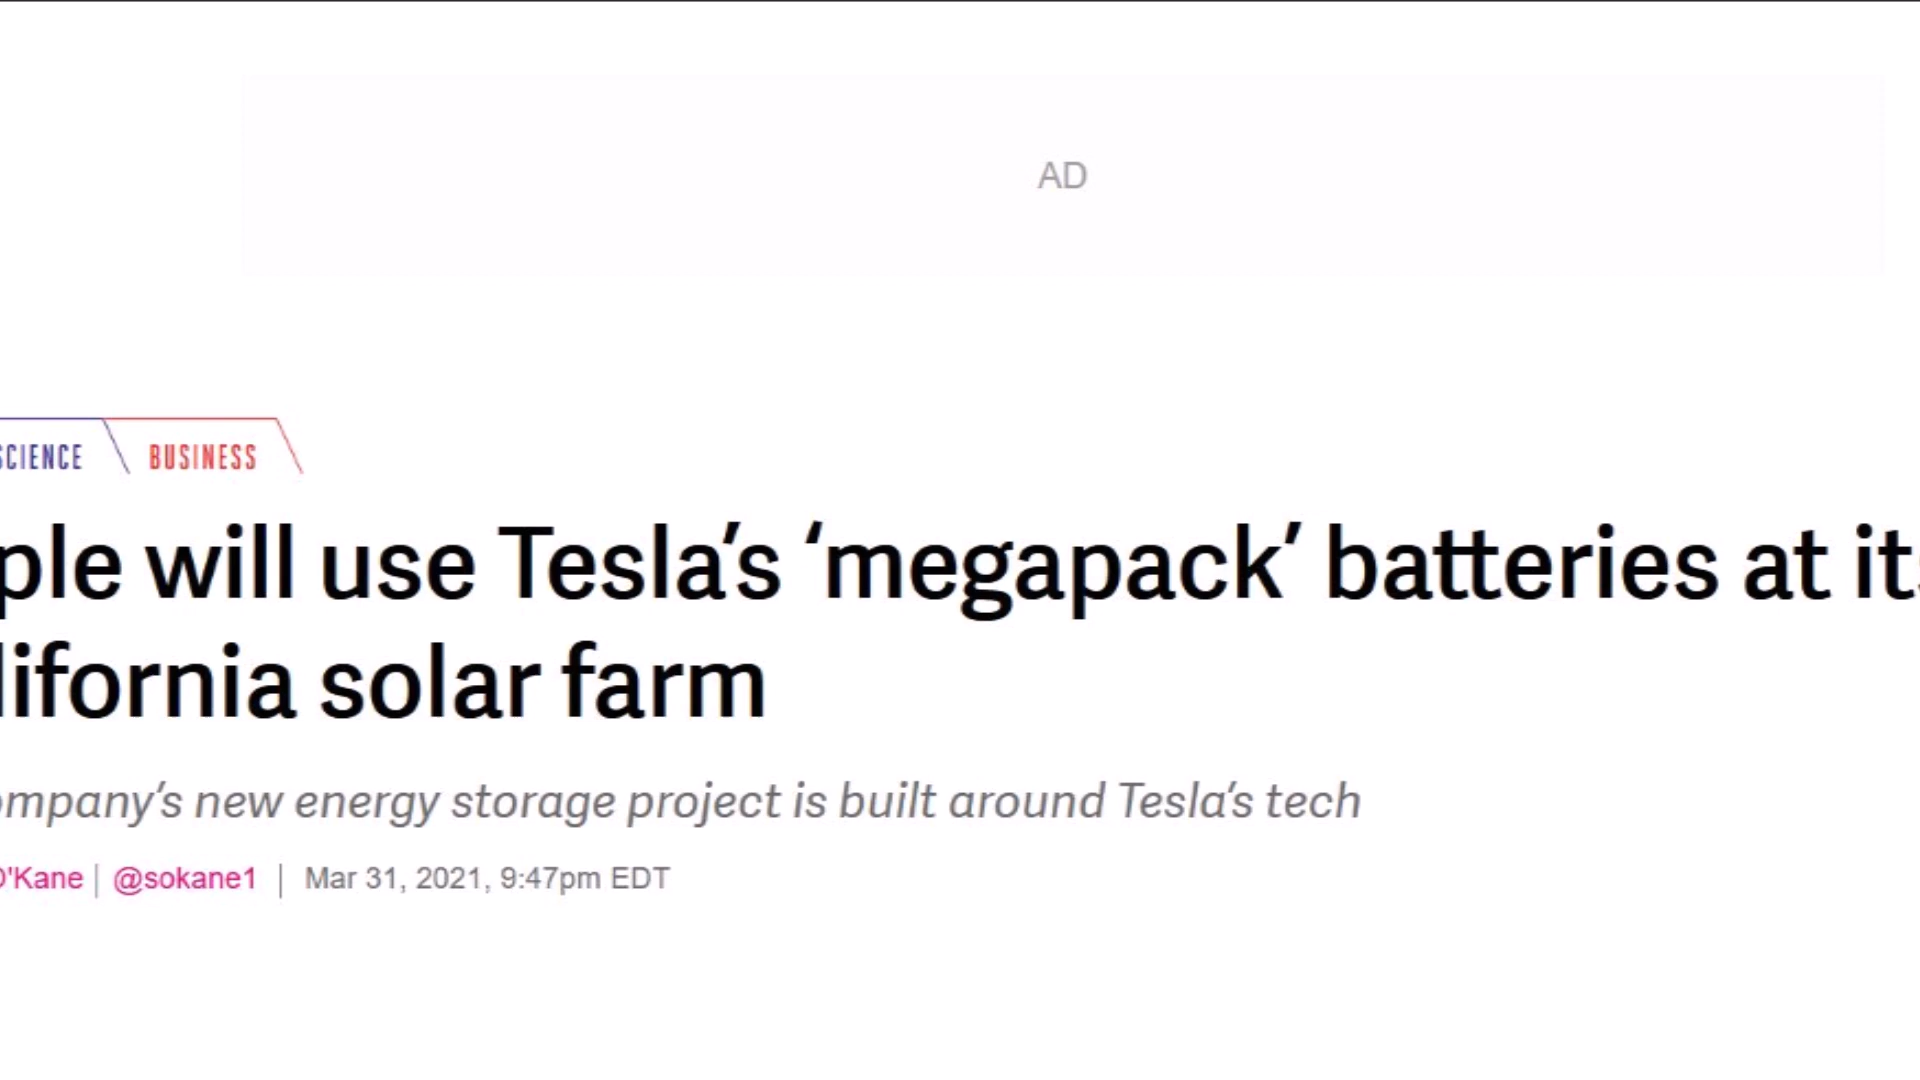 AD
SCIENCE BUSINESS
ple will use Tesla’s ‘megapack’ batteries at its
lifornia solar farm
ompany’s new energy storage project is built around Tesla’s tech
O'Kane | @sokane1 | Mar 31, 2021, 9:47pm EDT